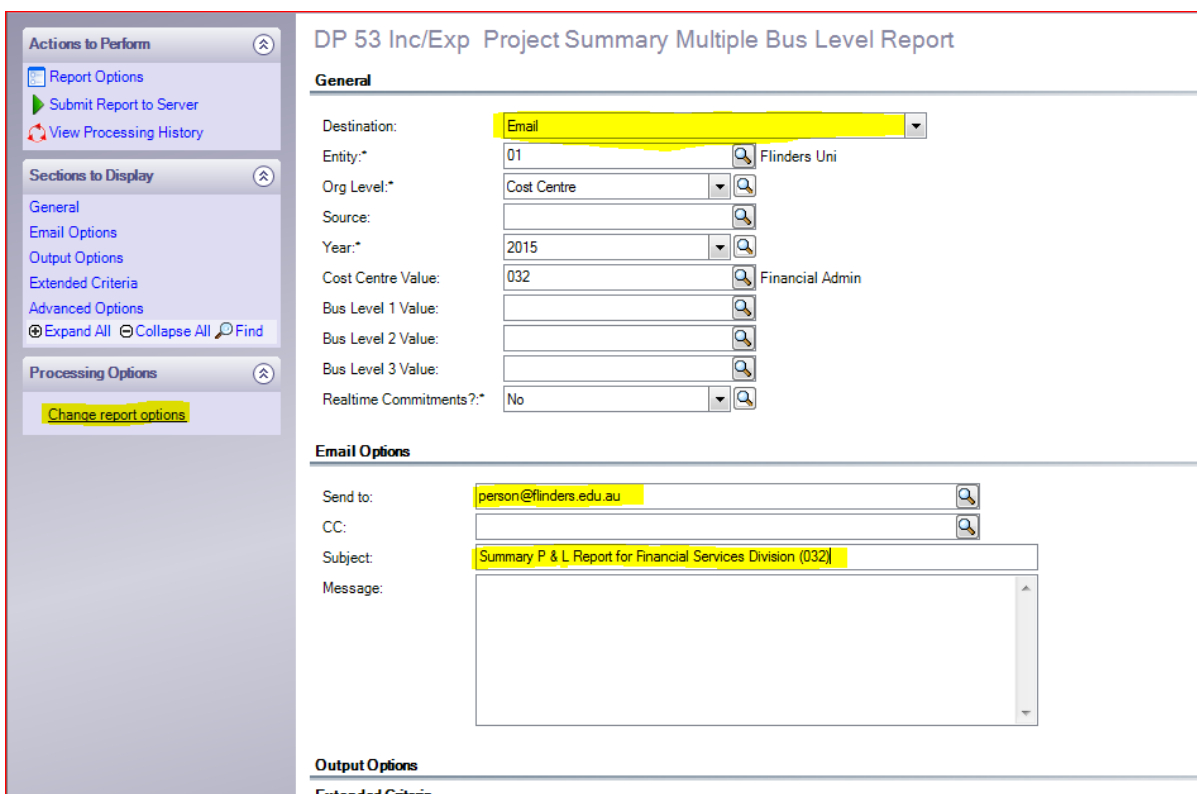 Actions to Perform
Report Options
Submit Report to Server
View Processing History
Sections to Display
General
Email Options
Output Options
Extended Criteria
Advanced Options
Expand All Collapse All Find
Processing Options
Change report options
DP 53 Inc/Exp Project Summary Multiple Bus Level Report
General
Destination: Email
Entity:* 01 Flinders Uni
Org Level:* Cost Centre
Source:
Year:* 2015
Cost Centre Value: 032 Financial Admin
Bus Level 1 Value:
Bus Level 2 Value:
Bus Level 3 Value:
Realtime Commitments?:* No
Email Options
Send to: person@flinders.edu.au
CC:
Subject: Summary P & L Report for Financial Services Division (032)
Message:
Output Options
Extended Criteria